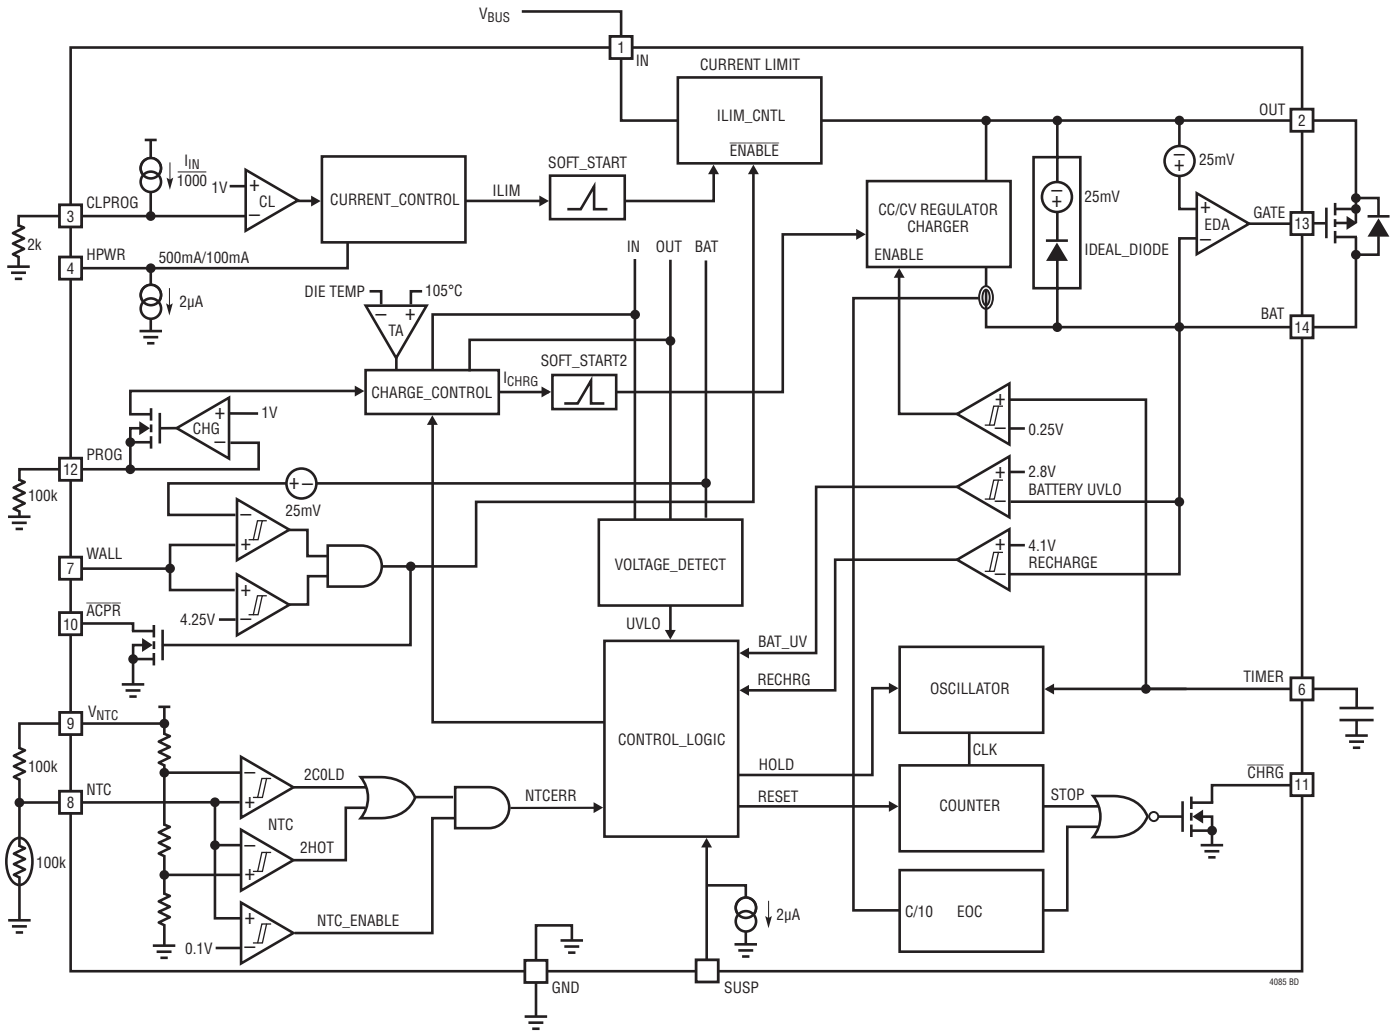 VBUS
1
IN
CURRENT LIMIT
ILIM_CNTL
ENABLE
OUT
2
IIN
1000
1V
+
−
CL
CURRENT_CONTROL
ILIM
SOFT_START
CLPROG
3
2k
4
HPWR
500mA/100mA
2µA
CC/CV REGULATOR
CHARGER
ENABLE
−
+
25mV
IDEAL_DIODE
−
+
25mV
+
−
EDA
GATE
13
BAT
14
IN
OUT
BAT
DIE TEMP
105°C
−
+
TA
CHARGE_CONTROL
ICHRG
SOFT_START2
+
−
CHG
1V
PROG
12
100k
+
−
25mV
−
+
WALL
7
+
−
4.25V
ACPR
10
VOLTAGE_DETECT
UVLO
+
−
0.25V
+
−
2.8V
BATTERY UVLO
+
−
4.1V
RECHARGE
BAT_UV
RECHRG
CONTROL_LOGIC
HOLD
RESET
OSCILLATOR
CLK
COUNTER
STOP
C/10
EOC
TIMER
6
CHRG
11
VNTC
9
100k
NTC
8
100k
−
+
2C0LD
NTC
−
+
2HOT
+
−
0.1V
NTC_ENABLE
NTCERR
2µA
GND
SUSP
4085 BD